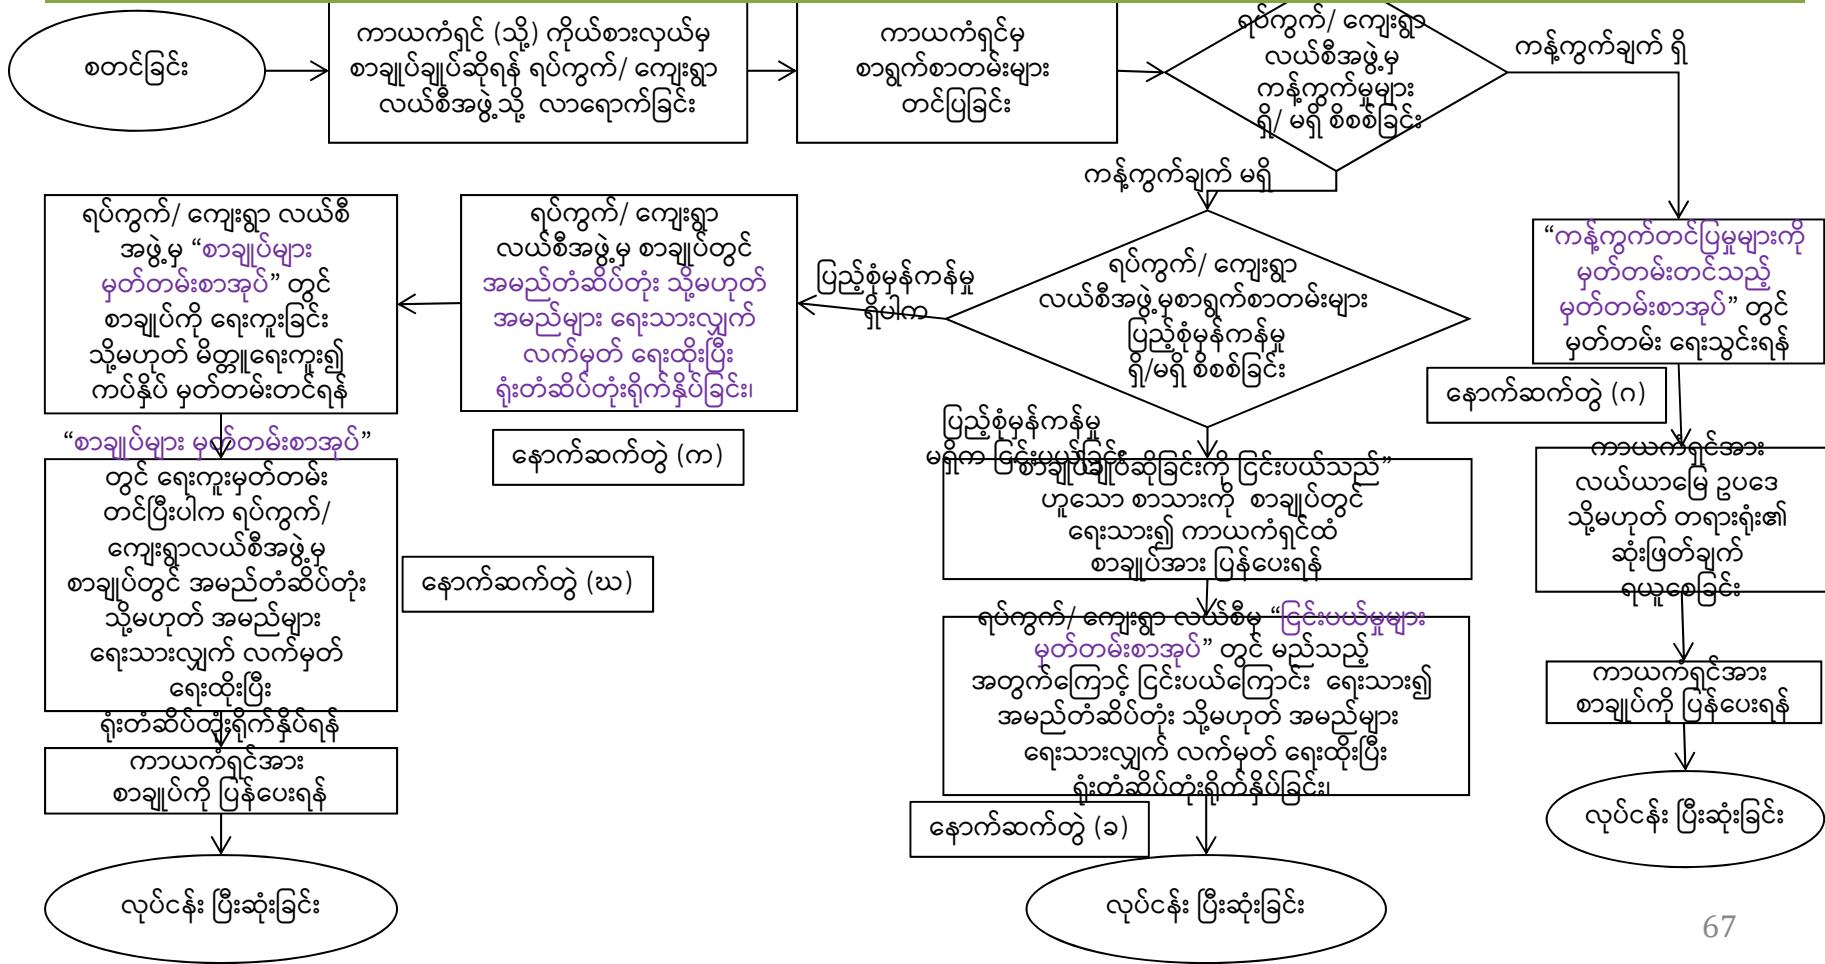 စတင်ခြင်း
ကာယကံရှင် (သို့) ကိုယ်စားလှယ်မှ
စာချုပ်ချုပ်ဆိုရန် ရပ်ကွက်/ ကျေးရွာ
လယ်စီအဖွဲ့သို့ လာရောက်ခြင်း
ကာယကံရှင်မှ
စာရွက်စာတမ်းများ
တင်ပြခြင်း
ရပ်ကွက်/ ကျေးရွာ
လယ်စီအဖွဲ့မှ
ကန့်ကွက်မှုများ
ရှိ/ မရှိ စိစစ်ခြင်း
ကန့်ကွက်ချက် ရှိ
ကန့်ကွက်ချက် မရှိ
ရပ်ကွက်/ ကျေးရွာ လယ်စီ
အဖွဲ့မှ “စာချုပ်များ
မှတ်တမ်းစာအုပ်” တွင်
စာချုပ်ကို ရေးကူးခြင်း
သို့မဟုတ် မိတ္တူရေးကူး၍
ကပ်နှိပ် မှတ်တမ်းတင်ရန်
ရပ်ကွက်/ ကျေးရွာ
လယ်စီအဖွဲ့မှ စာချုပ်တွင်
အမည်တံဆိပ်တုံး သို့မဟုတ်
အမည်များ ရေးသားလျှက်
လက်မှတ် ရေးထိုးပြီး
ရုံးတံဆိပ်တုံးရိုက်နှိပ်ခြင်း၊
ပြည့်စုံမှန်ကန်မှု
ရှိပါက
ရပ်ကွက်/ ကျေးရွာ
လယ်စီအဖွဲ့မှစာရွက်စာတမ်းများ
ပြည့်စုံမှန်ကန်မှု
ရှိ/မရှိ စိစစ်ခြင်း
“ကန့်ကွက်တင်ပြမှုများကို
မှတ်တမ်းတင်သည့်
မှတ်တမ်းစာအုပ်” တွင်
မှတ်တမ်း ရေးသွင်းရန်
နောက်ဆက်တွဲ (ဂ)
ပြည့်စုံမှန်ကန်မှု
မရှိက ငြင်းပယ်ခြင်း
“စာချုပ်များ မှတ်တမ်းစာအုပ်”
တွင် ရေးကူးမှတ်တမ်း
တင်ပြီးပါက ရပ်ကွက်/
ကျေးရွာလယ်စီအဖွဲ့မှ
စာချုပ်တွင် အမည်တံဆိပ်တုံး
သို့မဟုတ် အမည်များ
ရေးသားလျှက် လက်မှတ်
ရေးထိုးပြီး
ရုံးတံဆိပ်တုံးရိုက်နှိပ်ရန်
နောက်ဆက်တွဲ (က)
နောက်ဆက်တွဲ (ဃ)
“စာချုပ်ချုပ်ဆိုခြင်းကို ငြင်းပယ်သည်”
ဟူသော စာသားကို စာချုပ်တွင်
ရေးသား၍ ကာယကံရှင်ထံ
စာချုပ်အား ပြန်ပေးရန်
ကာယကံရှင်အား
လယ်ယာမြေ ဥပဒေ
သို့မဟုတ် တရားရုံး၏
ဆုံးဖြတ်ချက်
ရယူစေခြင်း
ရပ်ကွက်/ ကျေးရွာ လယ်စီမှ “ငြင်းပယ်မှုများ
မှတ်တမ်းစာအုပ်” တွင် မည်သည့်
အတွက်ကြောင့် ငြင်းပယ်ကြောင်း ရေးသား၍
အမည်တံဆိပ်တုံး သို့မဟုတ် အမည်များ
ရေးသားလျှက် လက်မှတ် ရေးထိုးပြီး
ရုံးတံဆိပ်တုံးရိုက်နှိပ်ခြင်း၊
ကာယကံရှင်အား
စာချုပ်ကို ပြန်ပေးရန်
ကာယကံရှင်အား
စာချုပ်ကို ပြန်ပေးရန်
နောက်ဆက်တွဲ (ခ)
လုပ်ငန်း ပြီးဆုံးခြင်း
လုပ်ငန်း ပြီးဆုံးခြင်း
လုပ်ငန်း ပြီးဆုံးခြင်း
67